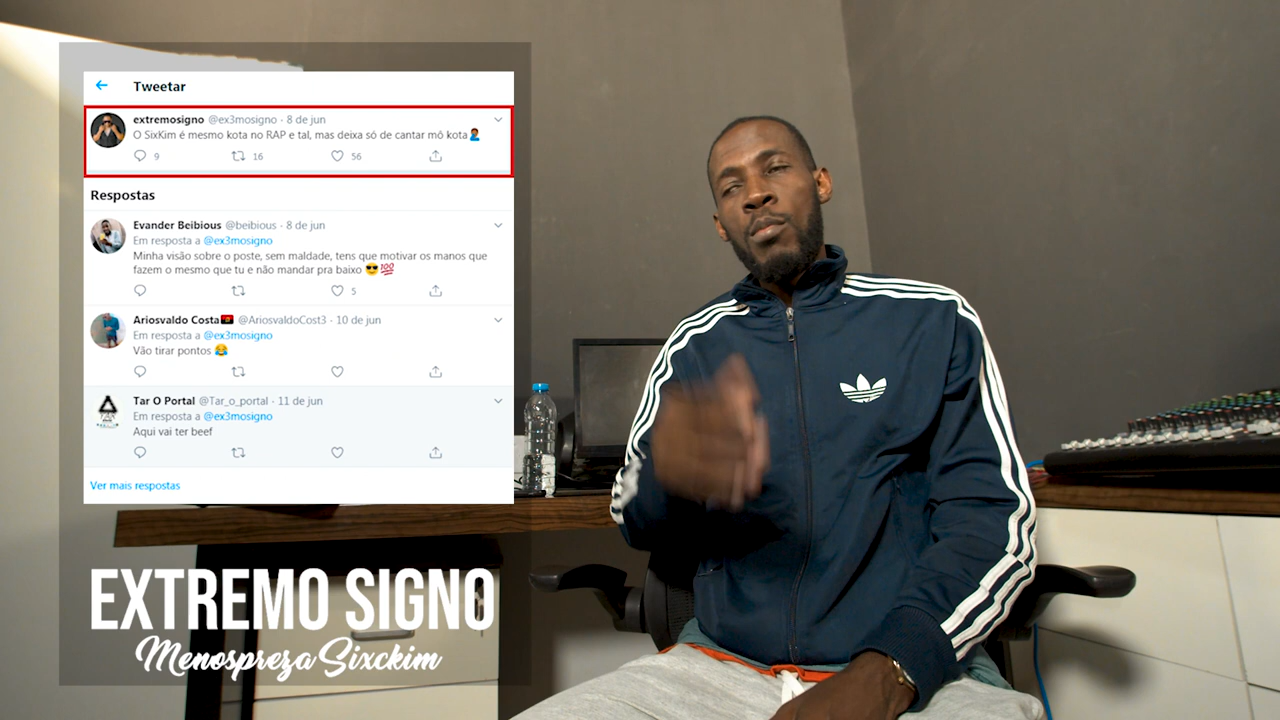 Tweetar
extremosigno @ex3mosigno · 8 de jun
O SixKim é mesmo kota no RAP e tal, mas deixa só de cantar mô kota
9 16 56
Respostas
Evander Beibious @beibious · 8 de jun
Em resposta a @ex3mosigno
Minha visão sobre o poste, sem maldade, tens que motivar os manos que
fazem o mesmo que tu e não mandar pra baixo 😎💯
5
Ariosvaldo Costa🇦🇴 @AriosvaldoCost3 · 10 de jun
Em resposta a @ex3mosigno
Vão tirar pontos 😂
Tar O Portal @Tar_o_portal · 11 de jun
Em resposta a @ex3mosigno
Aqui vai ter beef
Ver mais respostas
EXTREMO SIGNO
Menospreza Sixckim